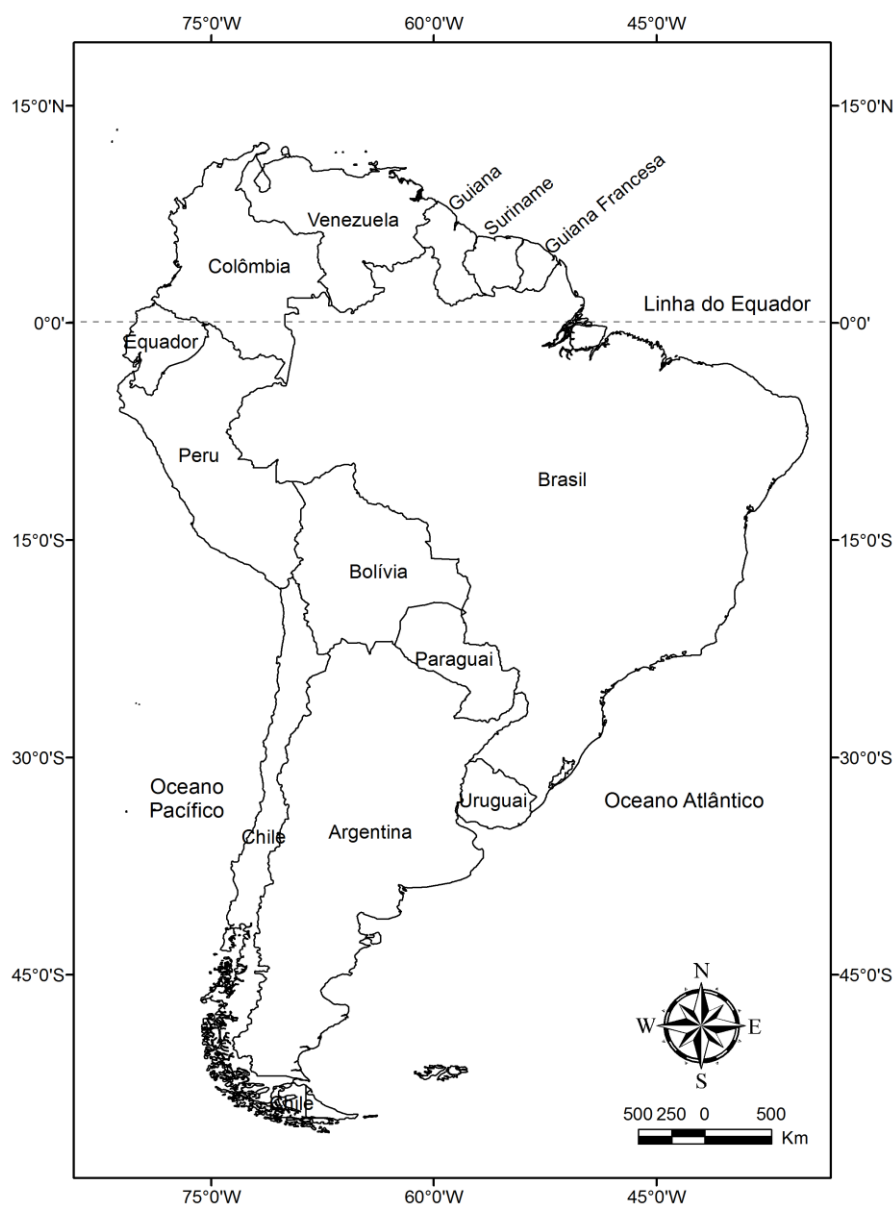 75°0'W 60°0'W 45°0'W
15°0'N 15°0'N
Guiana
Suriname
Guiana Francesa
Venezuela
Colômbia
Linha do Equador
0°0' 0°0'
Equador
Peru
Brasil
15°0'S 15°0'S
Bolívia
Paraguai
30°0'S 30°0'S
Oceano
Pacífico
Uruguai
Oceano Atlântico
Chile
Argentina
45°0'S 45°0'S
N
W E
S
Chile
500 250 0 500
Km
75°0'W 60°0'W 45°0'W